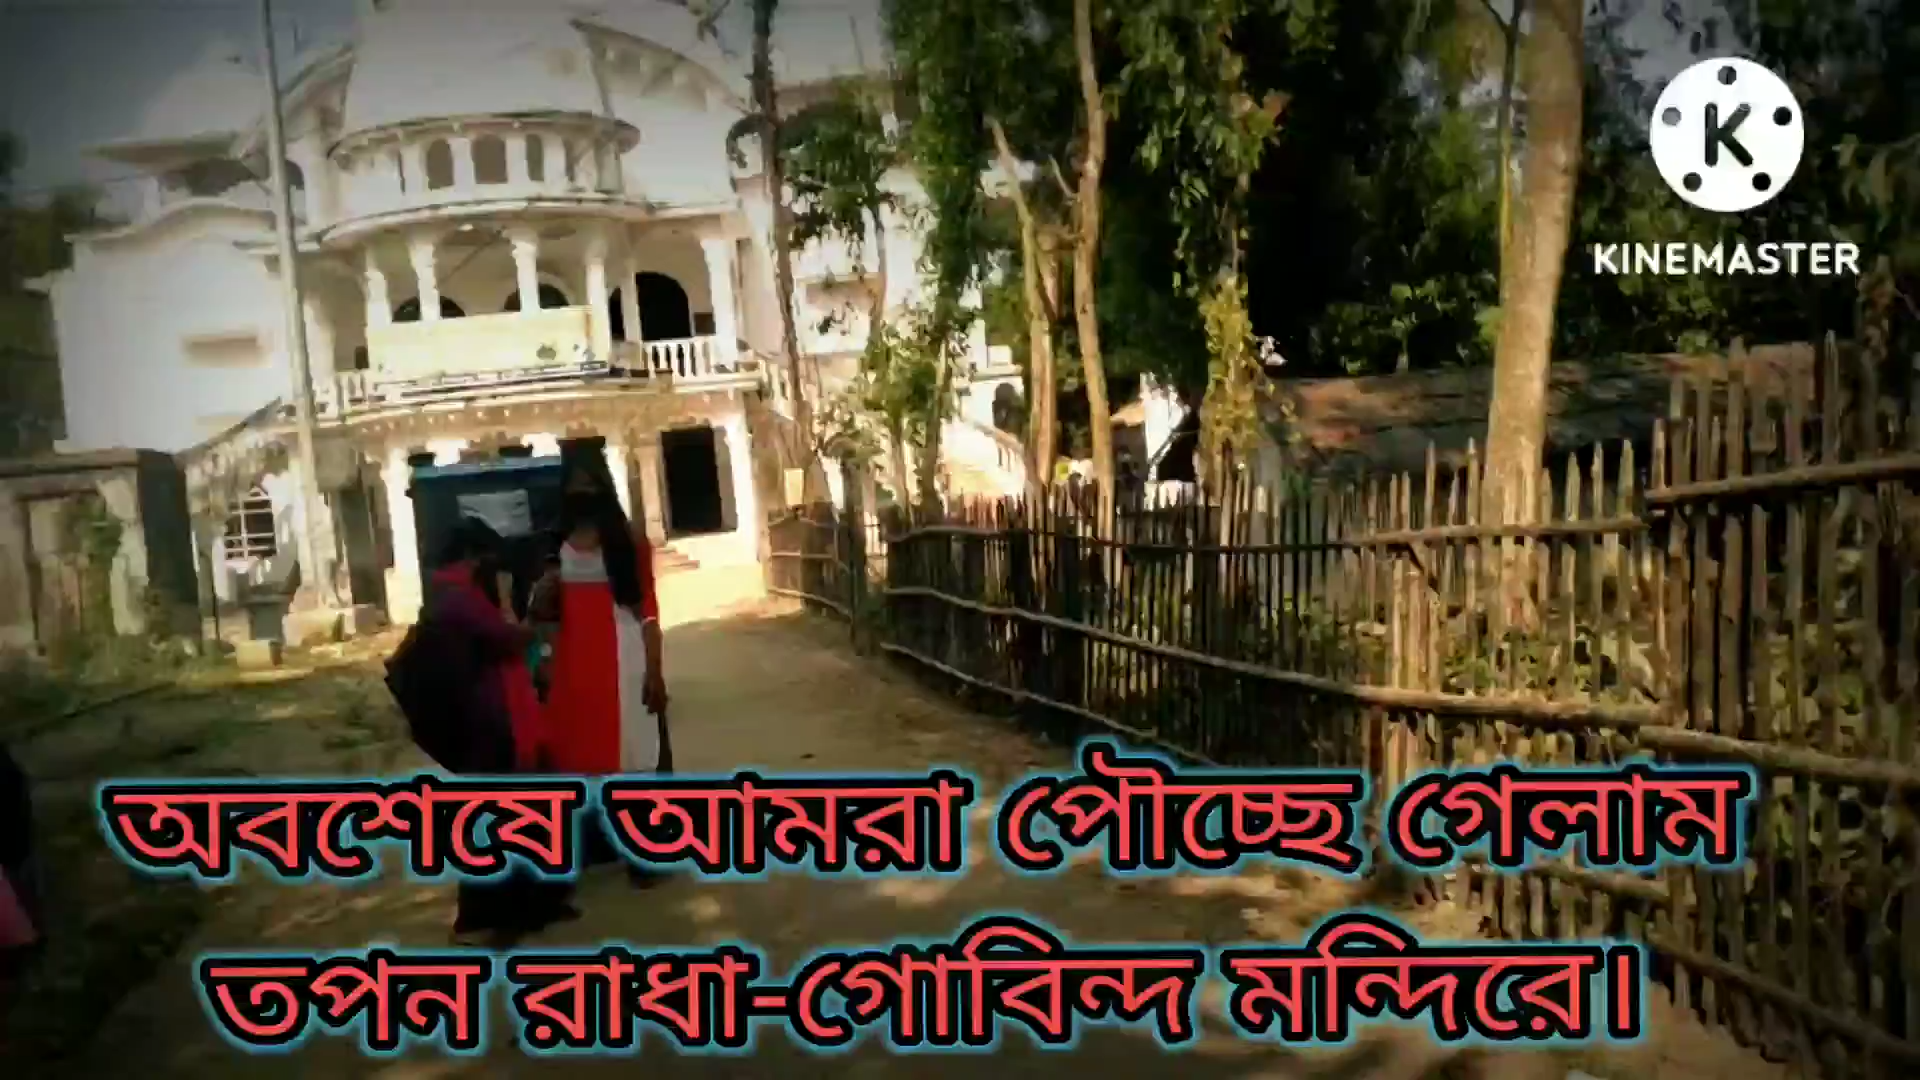 K
KINEMASTER
অবশেষে আমরা পৌচ্ছে গেলাম
তপন রাধা-গোবিন্দ মন্দিরে।